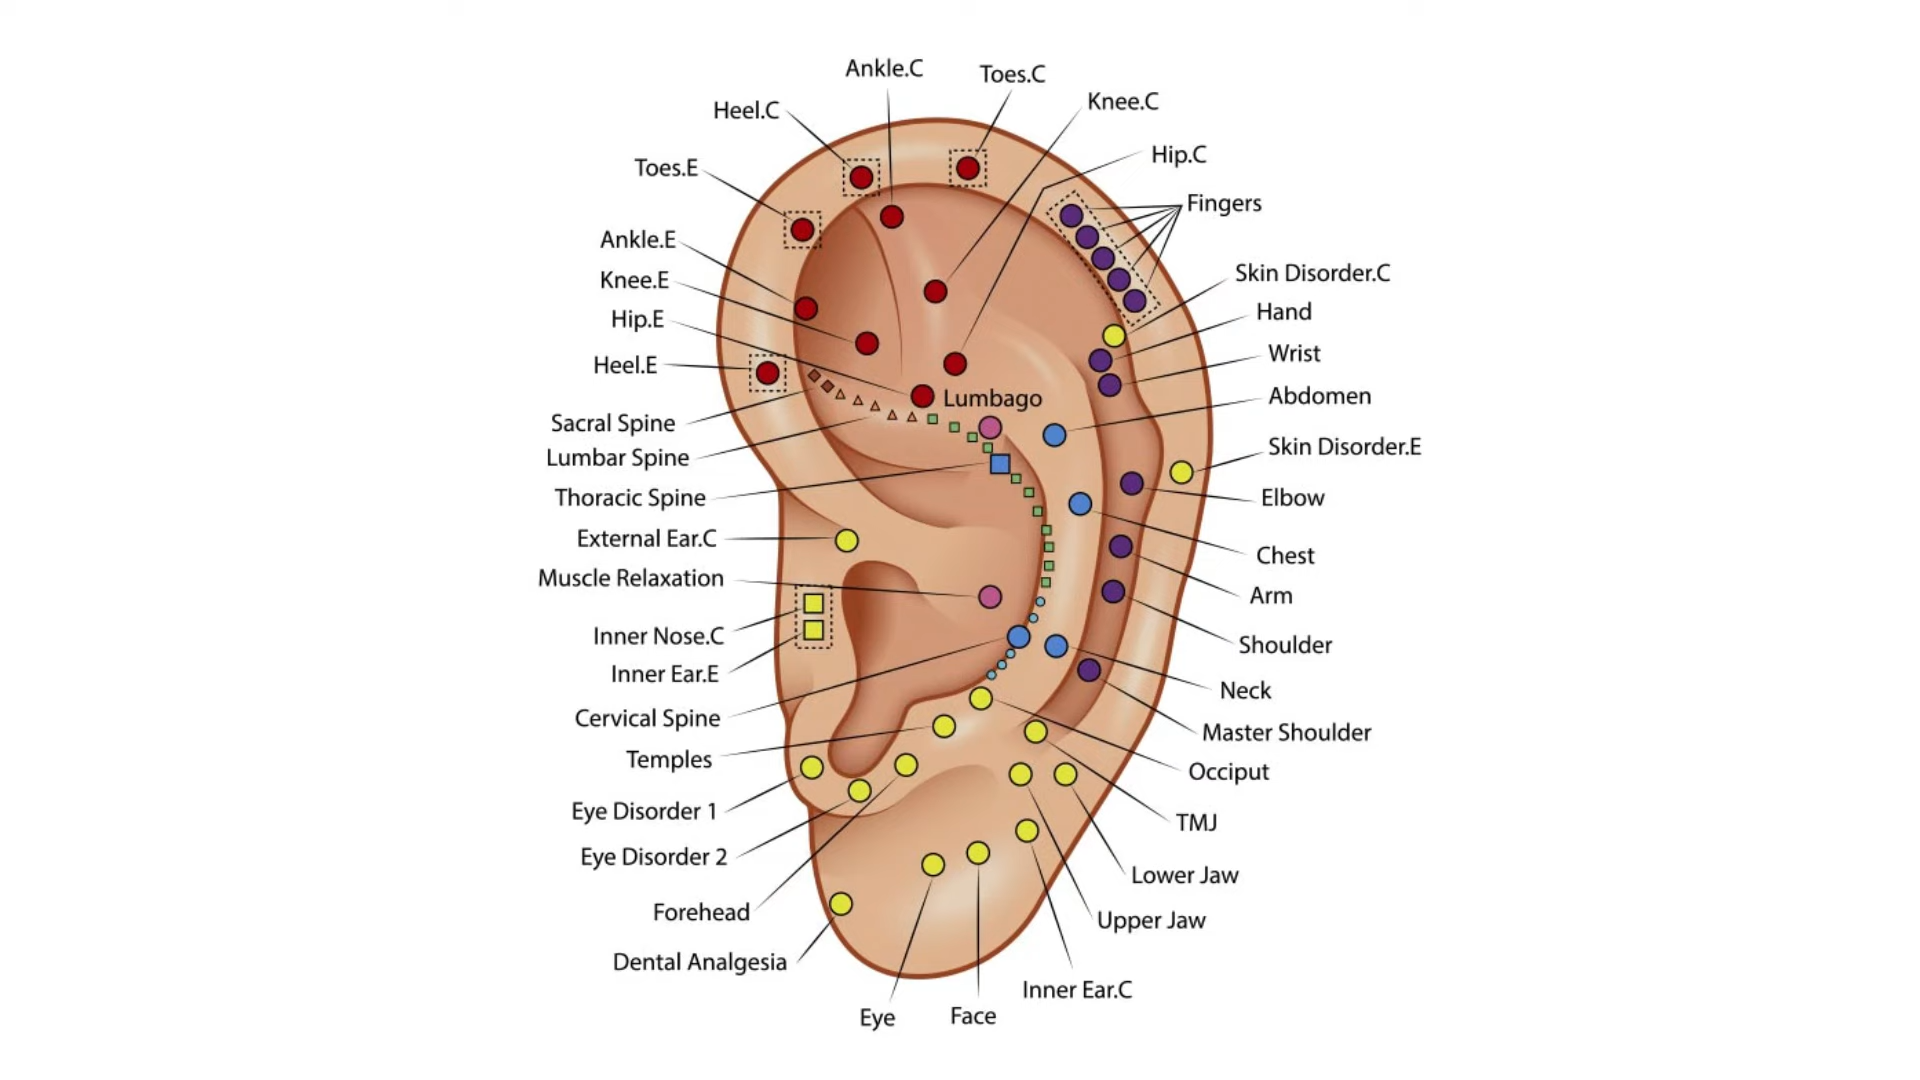 Ankle.C
Toes.C
Heel.C
Knee.C
Toes.E
Hip.C
Fingers
Ankle.E
Knee.E
Skin Disorder.C
Hip.E
Hand
Heel.E
Wrist
Lumbago
Abdomen
Sacral Spine
Skin Disorder.E
Lumbar Spine
Thoracic Spine
Elbow
External Ear.C
Chest
Muscle Relaxation
Arm
Inner Nose.C
Shoulder
Inner Ear.E
Neck
Cervical Spine
Master Shoulder
Temples
Occiput
Eye Disorder 1
TMJ
Eye Disorder 2
Lower Jaw
Forehead
Upper Jaw
Dental Analgesia
Inner Ear.C
Eye
Face